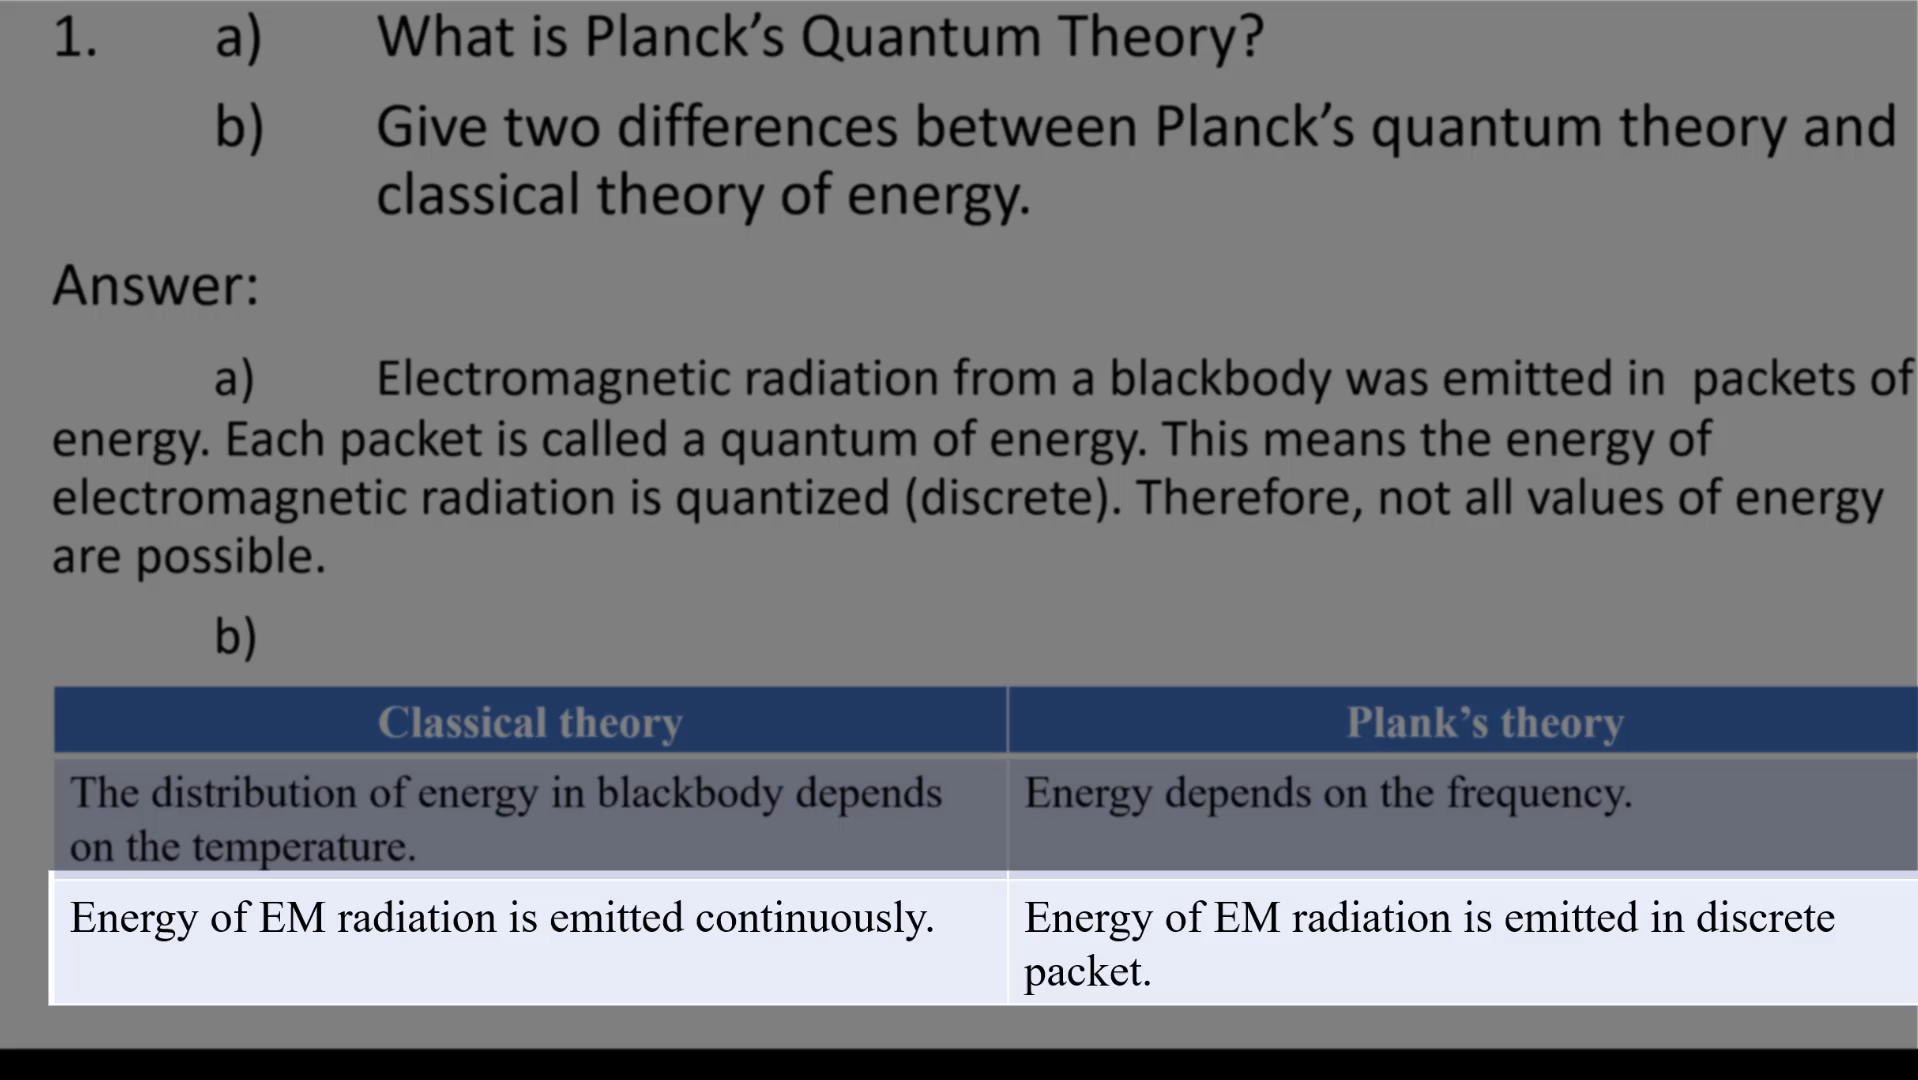 1. a) What is Planck’s Quantum Theory?
b) Give two differences between Planck’s quantum theory and
classical theory of energy.
Answer:
a) Electromagnetic radiation from a blackbody was emitted in packets of
energy. Each packet is called a quantum of energy. This means the energy of
electromagnetic radiation is quantized (discrete). Therefore, not all values of energy
are possible.
b)
Classical theory
Plank’s theory
The distribution of energy in blackbody depends
on the temperature.
Energy depends on the frequency.
Energy of EM radiation is emitted continuously.
Energy of EM radiation is emitted in discrete
packet.